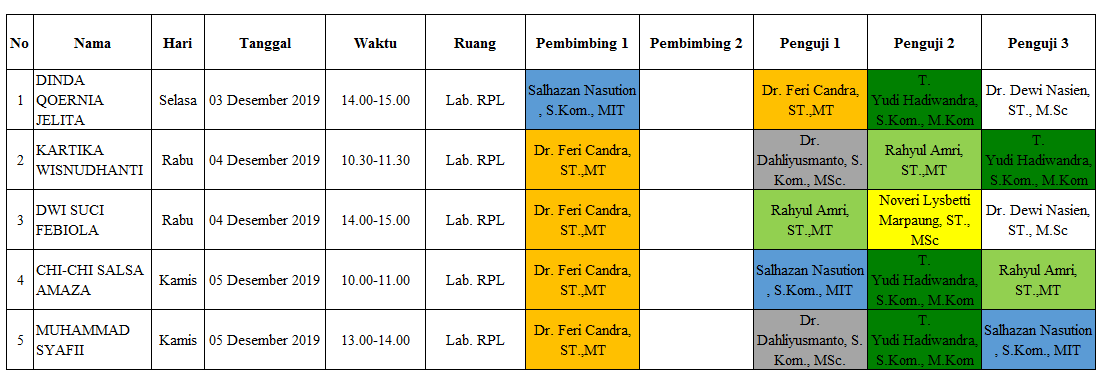 No Nama Hari Tanggal Waktu Ruang Pembimbing 1 Pembimbing 2 Penguji 1 Penguji 2 Penguji 3
1
DINDA
QOERNIA
JELITA
Selasa
03 Desember 2019
14.00-15.00
Lab. RPL
Salhazan Nasution
, S.Kom., MIT
Dr. Feri Candra,
ST.,MT
T.
Yudi Hadiwandra,
S.Kom., M.Kom
Dr. Dewi Nasien,
ST., M.Sc
2
KARTIKA
WISNUDHANTI
Rabu
04 Desember 2019
10.30-11.30
Lab. RPL
Dr. Feri Candra,
ST.,MT
Dr.
Dahliyusmanto, S.
Kom., MSc.
Rahyul Amri,
ST.,MT
T.
Yudi Hadiwandra,
S.Kom., M.Kom
3
DWI SUCI
FEBIOLA
Rabu
04 Desember 2019
14.00-15.00
Lab. RPL
Dr. Feri Candra,
ST.,MT
Rahyul Amri,
ST.,MT
Noveri Lysbetti
Marpaung, ST.,
MSc
Dr. Dewi Nasien,
ST., M.Sc
4
CHI-CHI SALSA
AMAZA
Kamis
05 Desember 2019
10.00-11.00
Lab. RPL
Dr. Feri Candra,
ST.,MT
Salhazan Nasution
, S.Kom., MIT
T.
Yudi Hadiwandra,
S.Kom., M.Kom
Rahyul Amri,
ST.,MT
5
MUHAMMAD
SYAFII
Kamis
05 Desember 2019
13.00-14.00
Lab. RPL
Dr. Feri Candra,
ST.,MT
Dr.
Dahliyusmanto, S.
Kom., MSc.
T.
Yudi Hadiwandra,
S.Kom., M.Kom
Salhazan Nasution
, S.Kom., MIT